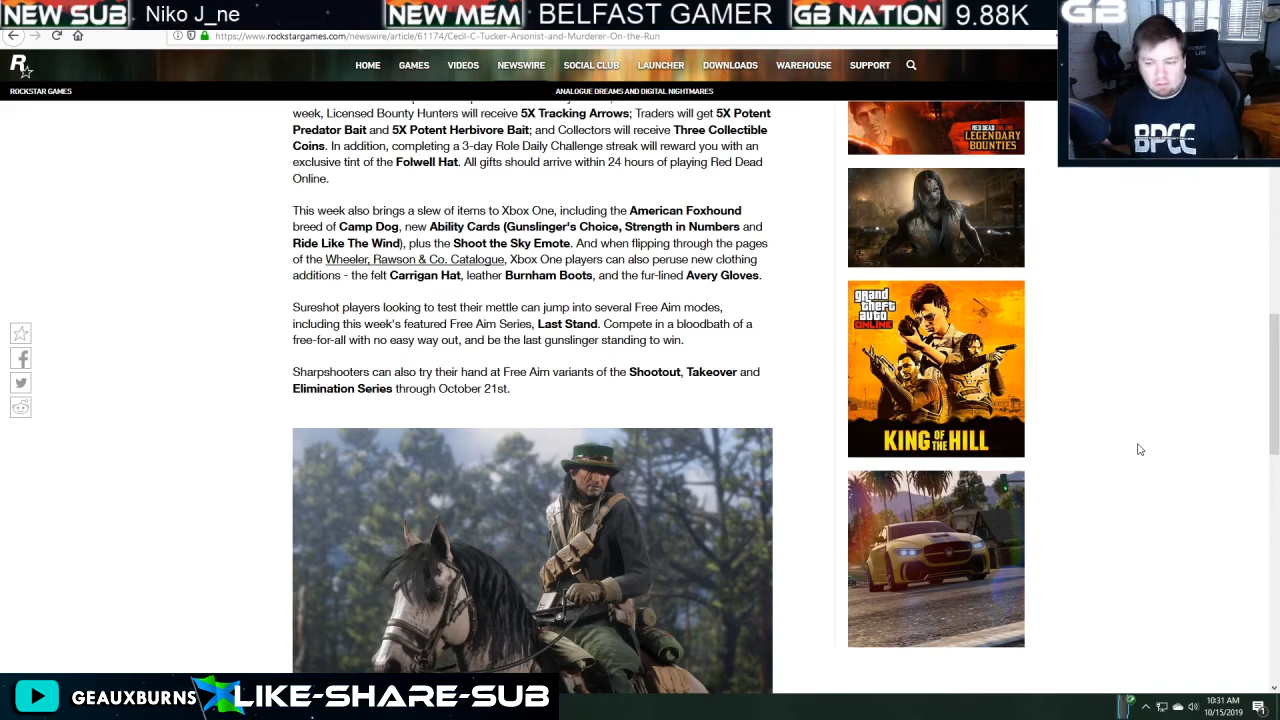 NEW SUB Niko J_ne NEW MEM BELFAST GAMER GB NATION 9.88K GB
https://www.rockstargames.com/newswire/article/61174/Cecil-C-Tucker-Arsonist-and-Murderer-On-the-Run
R
HOME GAMES VIDEOS NEWSWIRE SOCIAL CLUB LAUNCHER DOWNLOADS WAREHOUSE SUPPORT
ROCKSTAR GAMES ANALOGUE DREAMS AND DIGITAL NIGHTMARES
week, Licensed Bounty Hunters will receive 5X Tracking Arrows; Traders will get 5X Potent
Predator Bait and 5X Potent Herbivore Bait; and Collectors will receive Three Collectible
Coins. In addition, completing a 3-day Role Daily Challenge streak will reward you with an
exclusive tint of the Folwell Hat. All gifts should arrive within 24 hours of playing Red Dead
Online.
This week also brings a slew of items to Xbox One, including the American Foxhound
breed of Camp Dog, new Ability Cards (Gunslinger's Choice, Strength in Numbers and
Ride Like The Wind), plus the Shoot the Sky Emote. And when flipping through the pages
of the Wheeler, Rawson & Co. Catalogue, Xbox One players can also peruse new clothing
additions - the felt Carrigan Hat, leather Burnham Boots, and the fur-lined Avery Gloves.
Sureshot players looking to test their mettle can jump into several Free Aim modes,
including this week's featured Free Aim Series, Last Stand. Compete in a bloodbath of a
free-for-all with no easy way out, and be the last gunslinger standing to win.
Sharpshooters can also try their hand at Free Aim variants of the Shootout, Takeover and
Elimination Series through October 21st.
RED DEAD ONLINE
LEGENDARY
BOUNTIES
grand
theft
auto
ONLINE
KING OF THE HILL
BPCC
GEAUXBURNS LIKE-SHARE-SUB
10:31 AM
10/15/2019